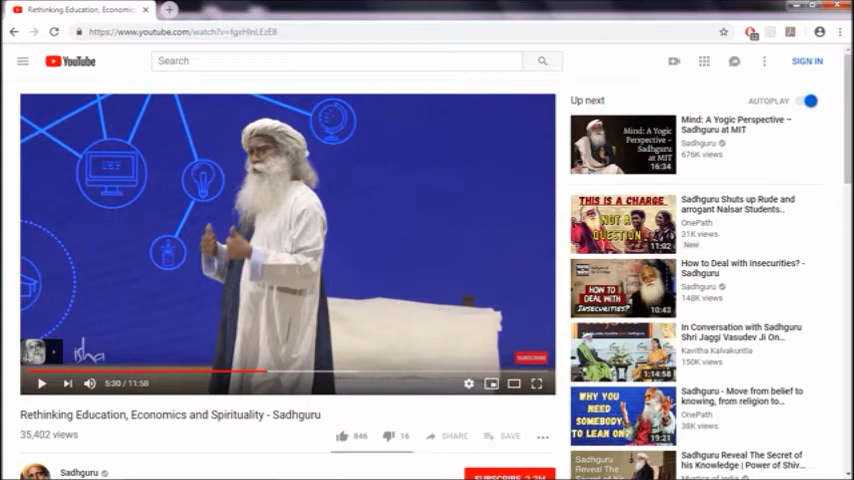 Rethinking Education, Economic
https://www.youtube.com/watch?v=
YouTube
Search
SIGN IN
Up next
AUTOPLAY
Mind: A Yogic
Perspective –
Sadhguru
at MIT
16:34
Mind: A Yogic Perspective –
Sadhguru at MIT
Sadhguru
676K views
THIS IS A CHARGE
NOT A
QUESTION
11:02
Sadhguru Shuts up Rude and
arrogant Nalsar Students..
OnePath
31K views
New
HOW TO
DEAL WITH
INSECURITIES?
10:43
How to Deal with Insecurities? -
Sadhguru
Sadhguru
148K views
1:14:58
In Conversation with Sadhguru
Shri Jaggi Vasudev Ji On...
Kavitha Kalvakuntla
150K views
WHY YOU
NEED
SOMEBODY
TO LEAN ON?
19:21
Sadhguru - Move from belief to
knowing, from religion to...
OnePath
38K views
Sadhguru
Reveal The
Secret of
Sadhguru Reveal The Secret of
his Knowledge | Power of Shiv...
Mystics of India
isha
SUBSCRIBE
5:30 / 11:58
Rethinking Education, Economics and Spirituality - Sadhguru
35,402 views
846
16
SHARE
SAVE
Sadhguru
SUBSCRIBE 2.2M